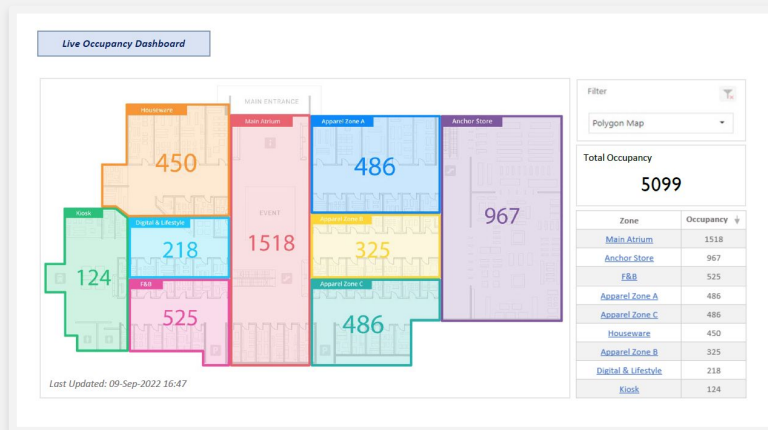 Live Occupancy Dashboard
MAIN ENTRANCE
Houseware
450
Main Atrium
EVENT
1518
Apparel Zone A
486
Anchor Store
967
Kiosk
124
Digital & Lifestyle
218
Apparel Zone B
325
F&B
525
Apparel Zone C
486
Last Updated: 09-Sep-2022 16:47
Filter
Polygon Map
Total Occupancy
5099
Zone Occupancy
Main Atrium 1518
Anchor Store 967
F&B 525
Apparel Zone A 486
Apparel Zone C 486
Houseware 450
Apparel Zone B 325
Digital & Lifestyle 218
Kiosk 124